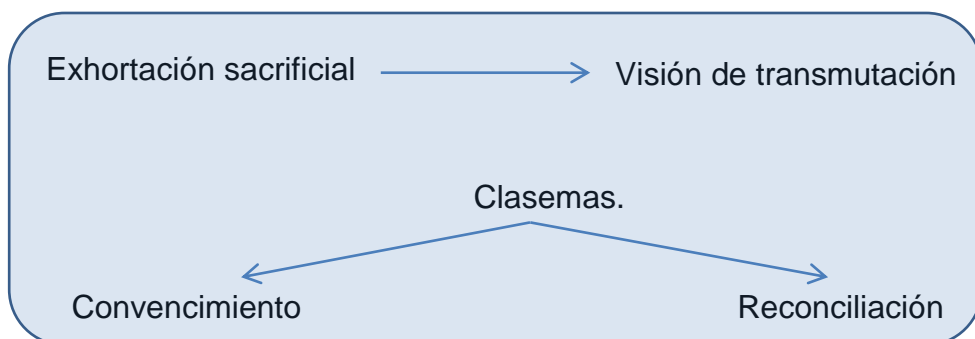 Exhortación sacrificial
Visión de transmutación
Clasemas.
Convencimiento
Reconciliación